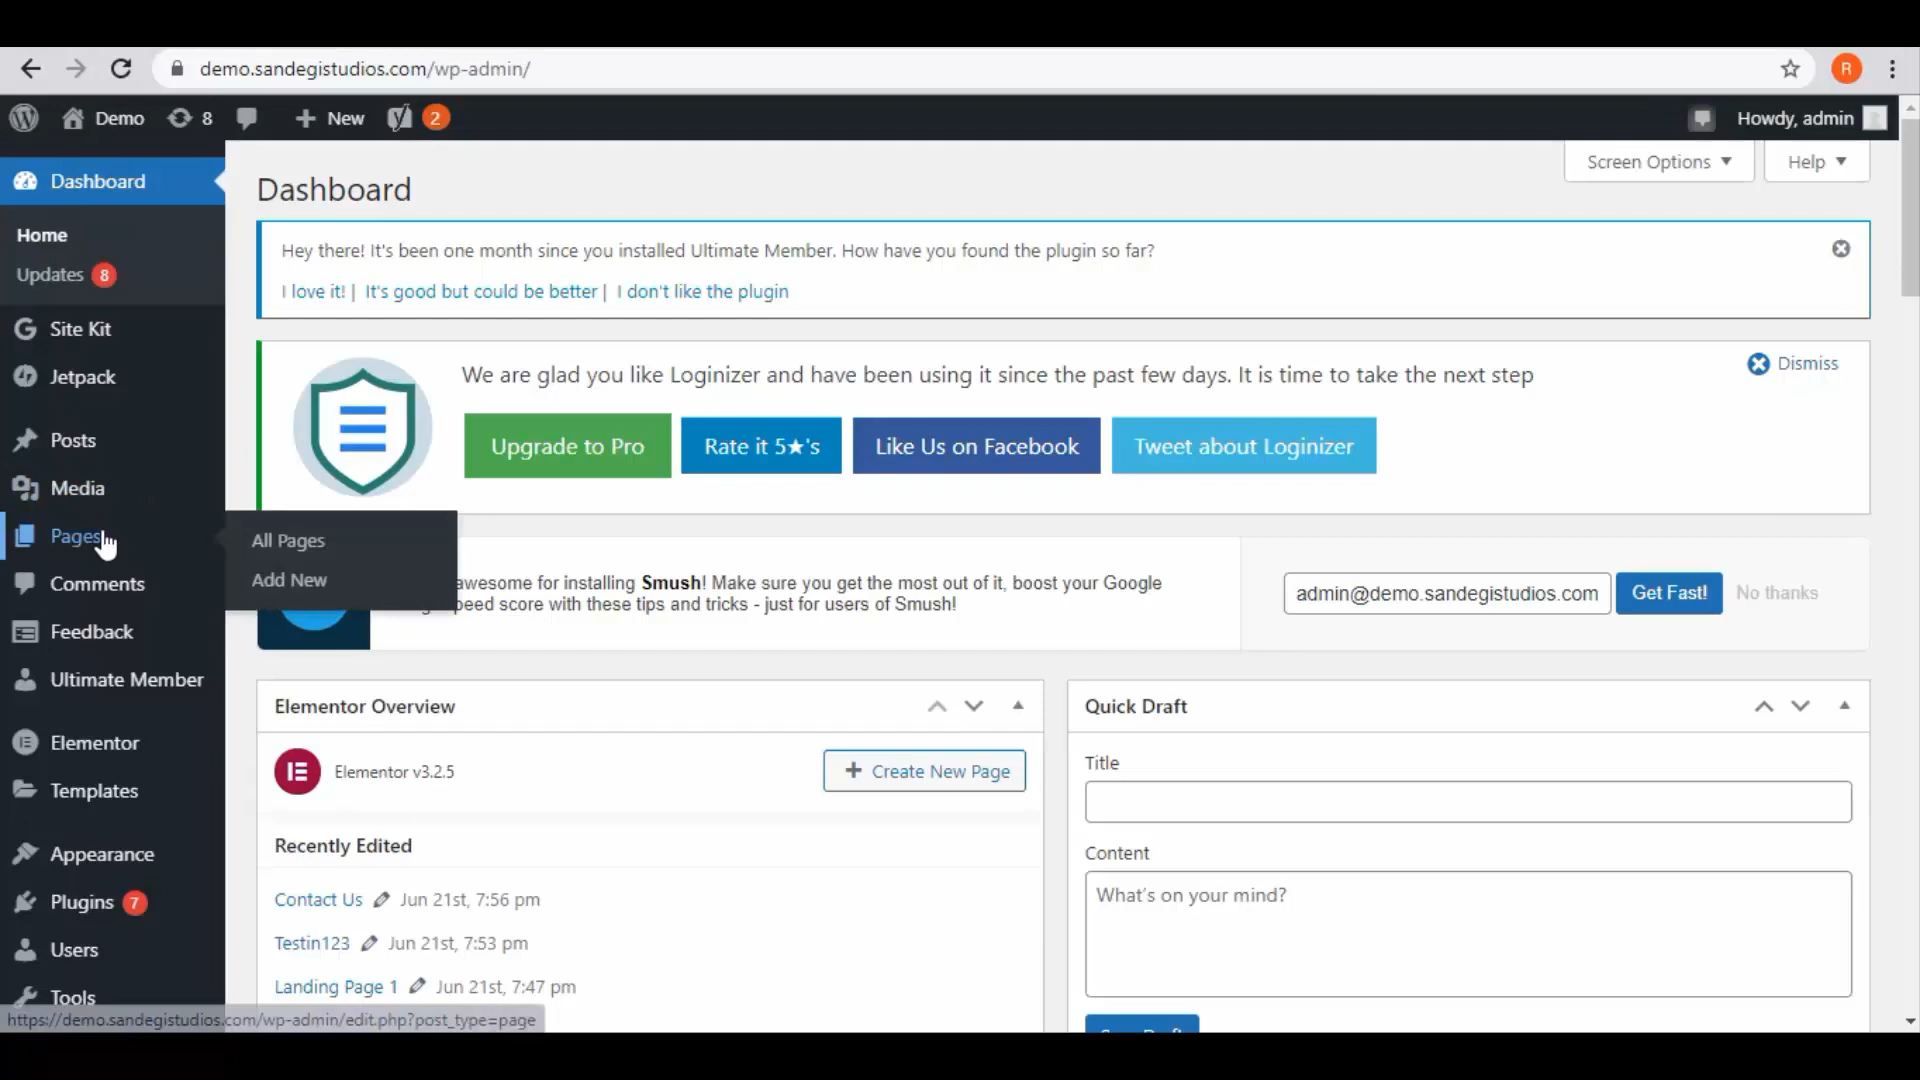 demo.sandegistudios.com/wp-admin/
R
Demo
8
New
2
Howdy, admin
Dashboard
Home
Updates 8
Site Kit
Jetpack
Posts
Media
Pages
Comments
Feedback
Ultimate Member
Elementor
Templates
Appearance
Plugins 7
Users
Tools
All Pages
Add New
Screen Options
Help
Dashboard
Hey there! It's been one month since you installed Ultimate Member. How have you found the plugin so far?
I love it! | It's good but could be better | I don't like the plugin
We are glad you like Loginizer and have been using it since the past few days. It is time to take the next step
Dismiss
Upgrade to Pro
Rate it 5★'s
Like Us on Facebook
Tweet about Loginizer
awesome for installing Smush! Make sure you get the most out of it, boost your Google
speed score with these tips and tricks - just for users of Smush!
admin@demo.sandegistudios.com
Get Fast!
No thanks
Elementor Overview
Elementor v3.2.5
+ Create New Page
Recently Edited
Contact Us Jun 21st, 7:56 pm
Testin123 Jun 21st, 7:53 pm
Landing Page 1 Jun 21st, 7:47 pm
Quick Draft
Title
Content
What's on your mind?
https://demo.sandegistudios.com/wp-admin/edit.php?post_type=page